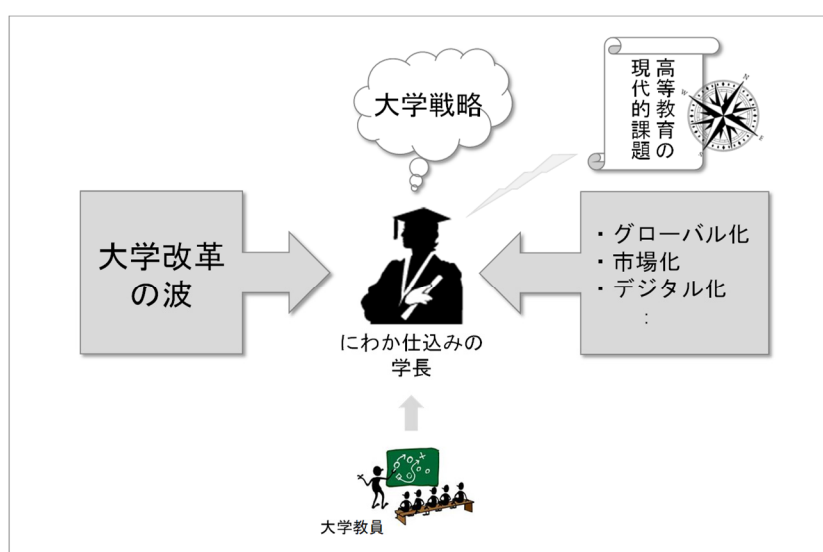 大学戦略
高等教育の
現代的課題
大学改革
の波
・グローバル化
・市場化
・デジタル化
：
にわか仕込みの
学長
大学教員
N
W
E
S